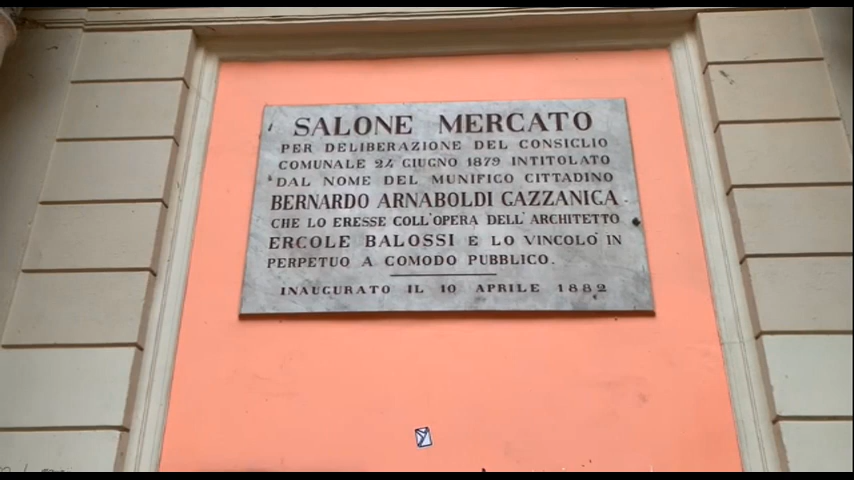 SALONE MERCATO
PER DELIBERAZIONE DEL CONSIGLIO
COMUNALE 24 GIUGNO 1879 INTITOLATO
DAL NOME DEL MUNIFICO CITTADINO
BERNARDO ARNABOLDI GAZZANIGA
CHE LO ERESSE COLL'OPERA DELL'ARCHITETTO
ERCOLE BALOSSI E LO VINCOLÒ IN
PERPETUO A COMODO PUBBLICO.
INAUGURATO IL 10 APRILE 1882